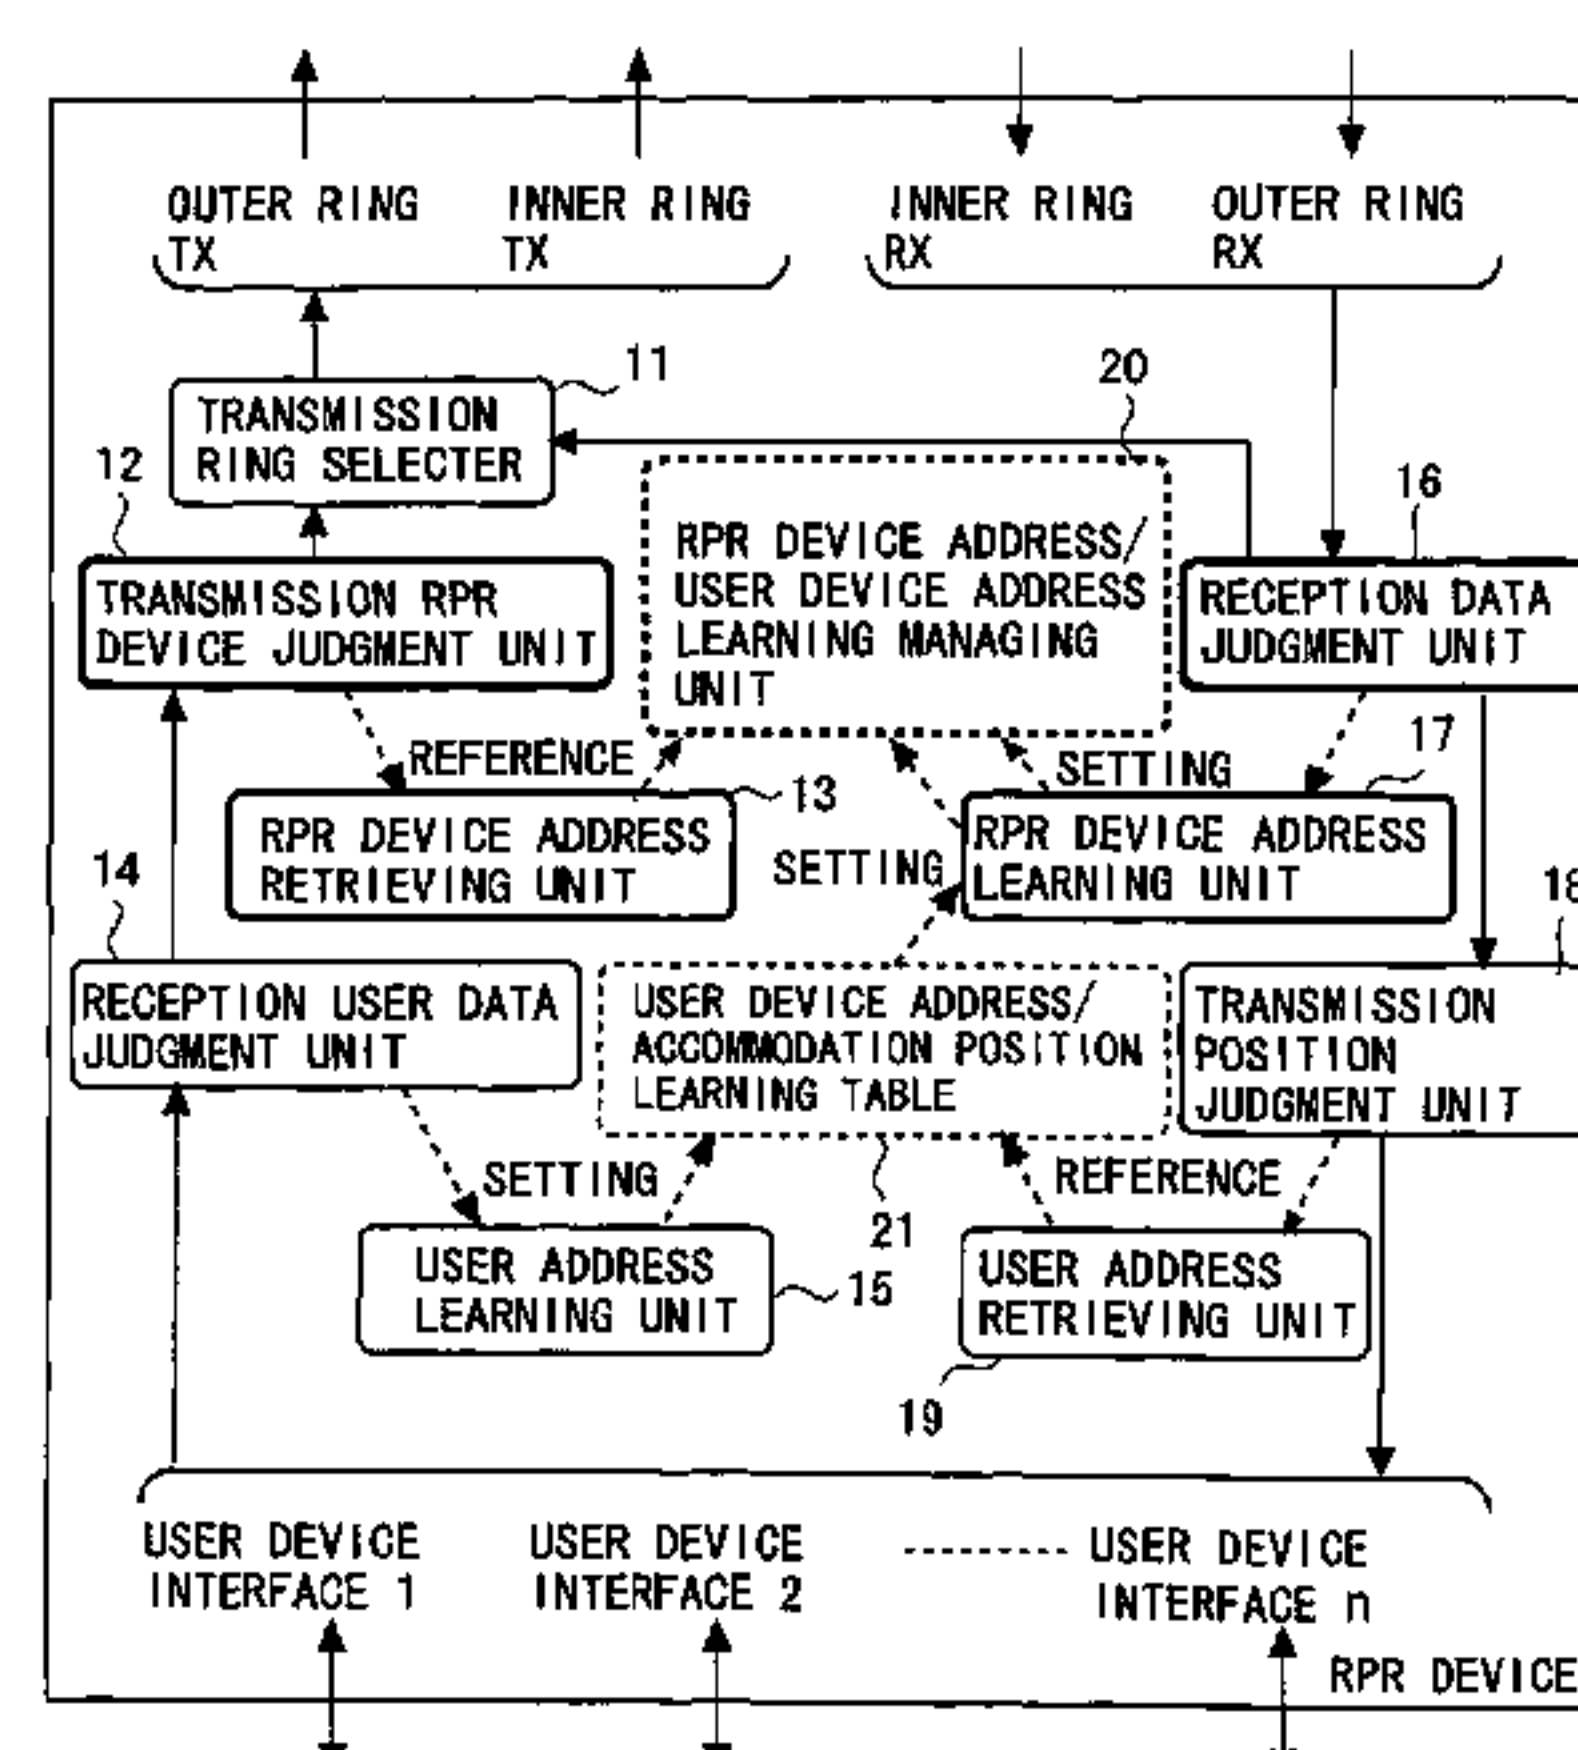 OUTER RING
TX
INNER RING
TX
INNER RING
RX
OUTER RING
RX
11
TRANSMISSION
RING SELECTER
20
12
16
RPR DEVICE ADDRESS/
USER DEVICE ADDRESS
LEARNING MANAGING
UNIT
TRANSMISSION RPR
DEVICE JUDGMENT UNIT
RECEPTION DATA
JUDGMENT UNIT
REFERENCE
SETTING
17
13
RPR DEVICE ADDRESS
RETRIEVING UNIT
SETTING
RPR DEVICE ADDRESS
LEARNING UNIT
14
18
RECEPTION USER DATA
JUDGMENT UNIT
USER DEVICE ADDRESS/
ACCOMMODATION POSITION
LEARNING TABLE
TRANSMISSION
POSITION
JUDGMENT UNIT
SETTING
REFERENCE
21
USER ADDRESS
LEARNING UNIT
15
USER ADDRESS
RETRIEVING UNIT
19
USER DEVICE
INTERFACE 1
USER DEVICE
INTERFACE 2
USER DEVICE
INTERFACE n
RPR DEVICE